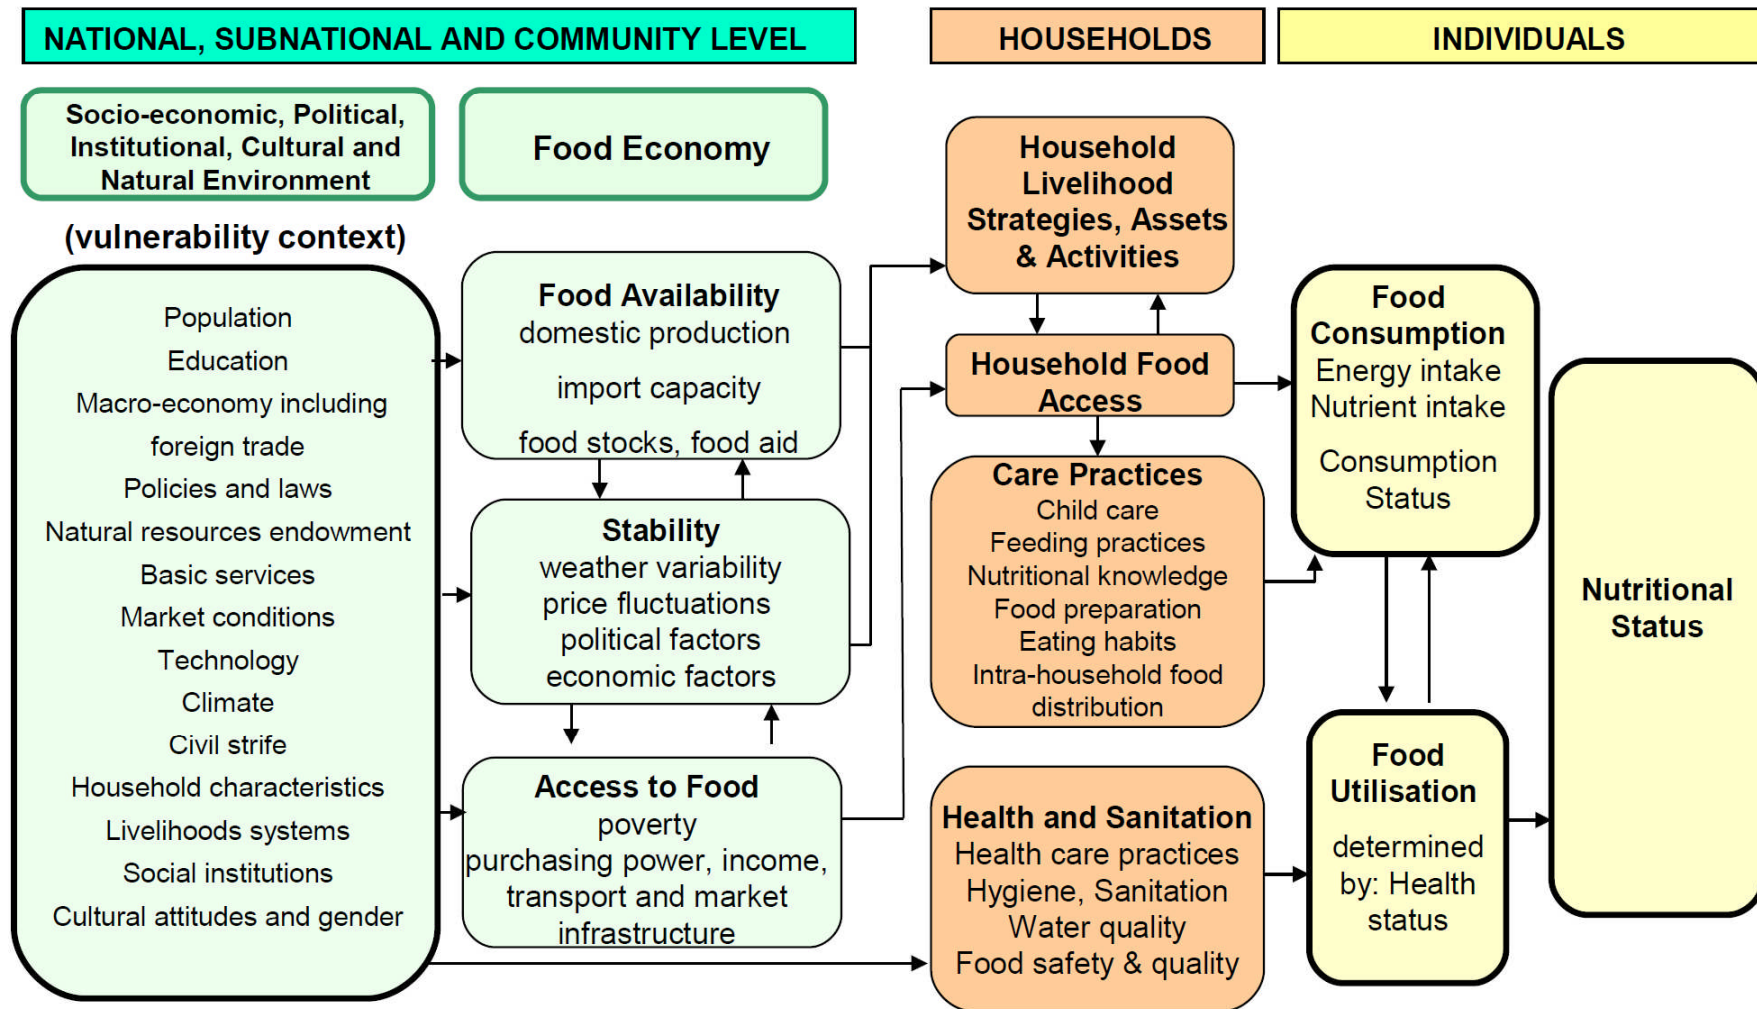 NATIONAL, SUBNATIONAL AND COMMUNITY LEVEL
HOUSEHOLDS
INDIVIDUALS
Socio-economic, Political,
Institutional, Cultural and
Natural Environment
Food Economy
(vulnerability context)
Population
Education
Macro-economy including
foreign trade
Policies and laws
Natural resources endowment
Basic services
Market conditions
Technology
Climate
Civil strife
Household characteristics
Livelihoods systems
Social institutions
Cultural attitudes and gender
Food Availability
domestic production
import capacity
food stocks, food aid
Stability
weather variability
price fluctuations
political factors
economic factors
Access to Food
poverty
purchasing power, income,
transport and market
infrastructure
Household
Livelihood
Strategies, Assets
& Activities
Household Food
Access
Care Practices
Child care
Feeding practices
Nutritional knowledge
Food preparation
Eating habits
Intra-household food
distribution
Health and Sanitation
Health care practices
Hygiene, Sanitation
Water quality
Food safety & quality
Food
Consumption
Energy intake
Nutrient intake
Consumption
Status
Food
Utilisation
determined
by: Health
status
Nutritional
Status